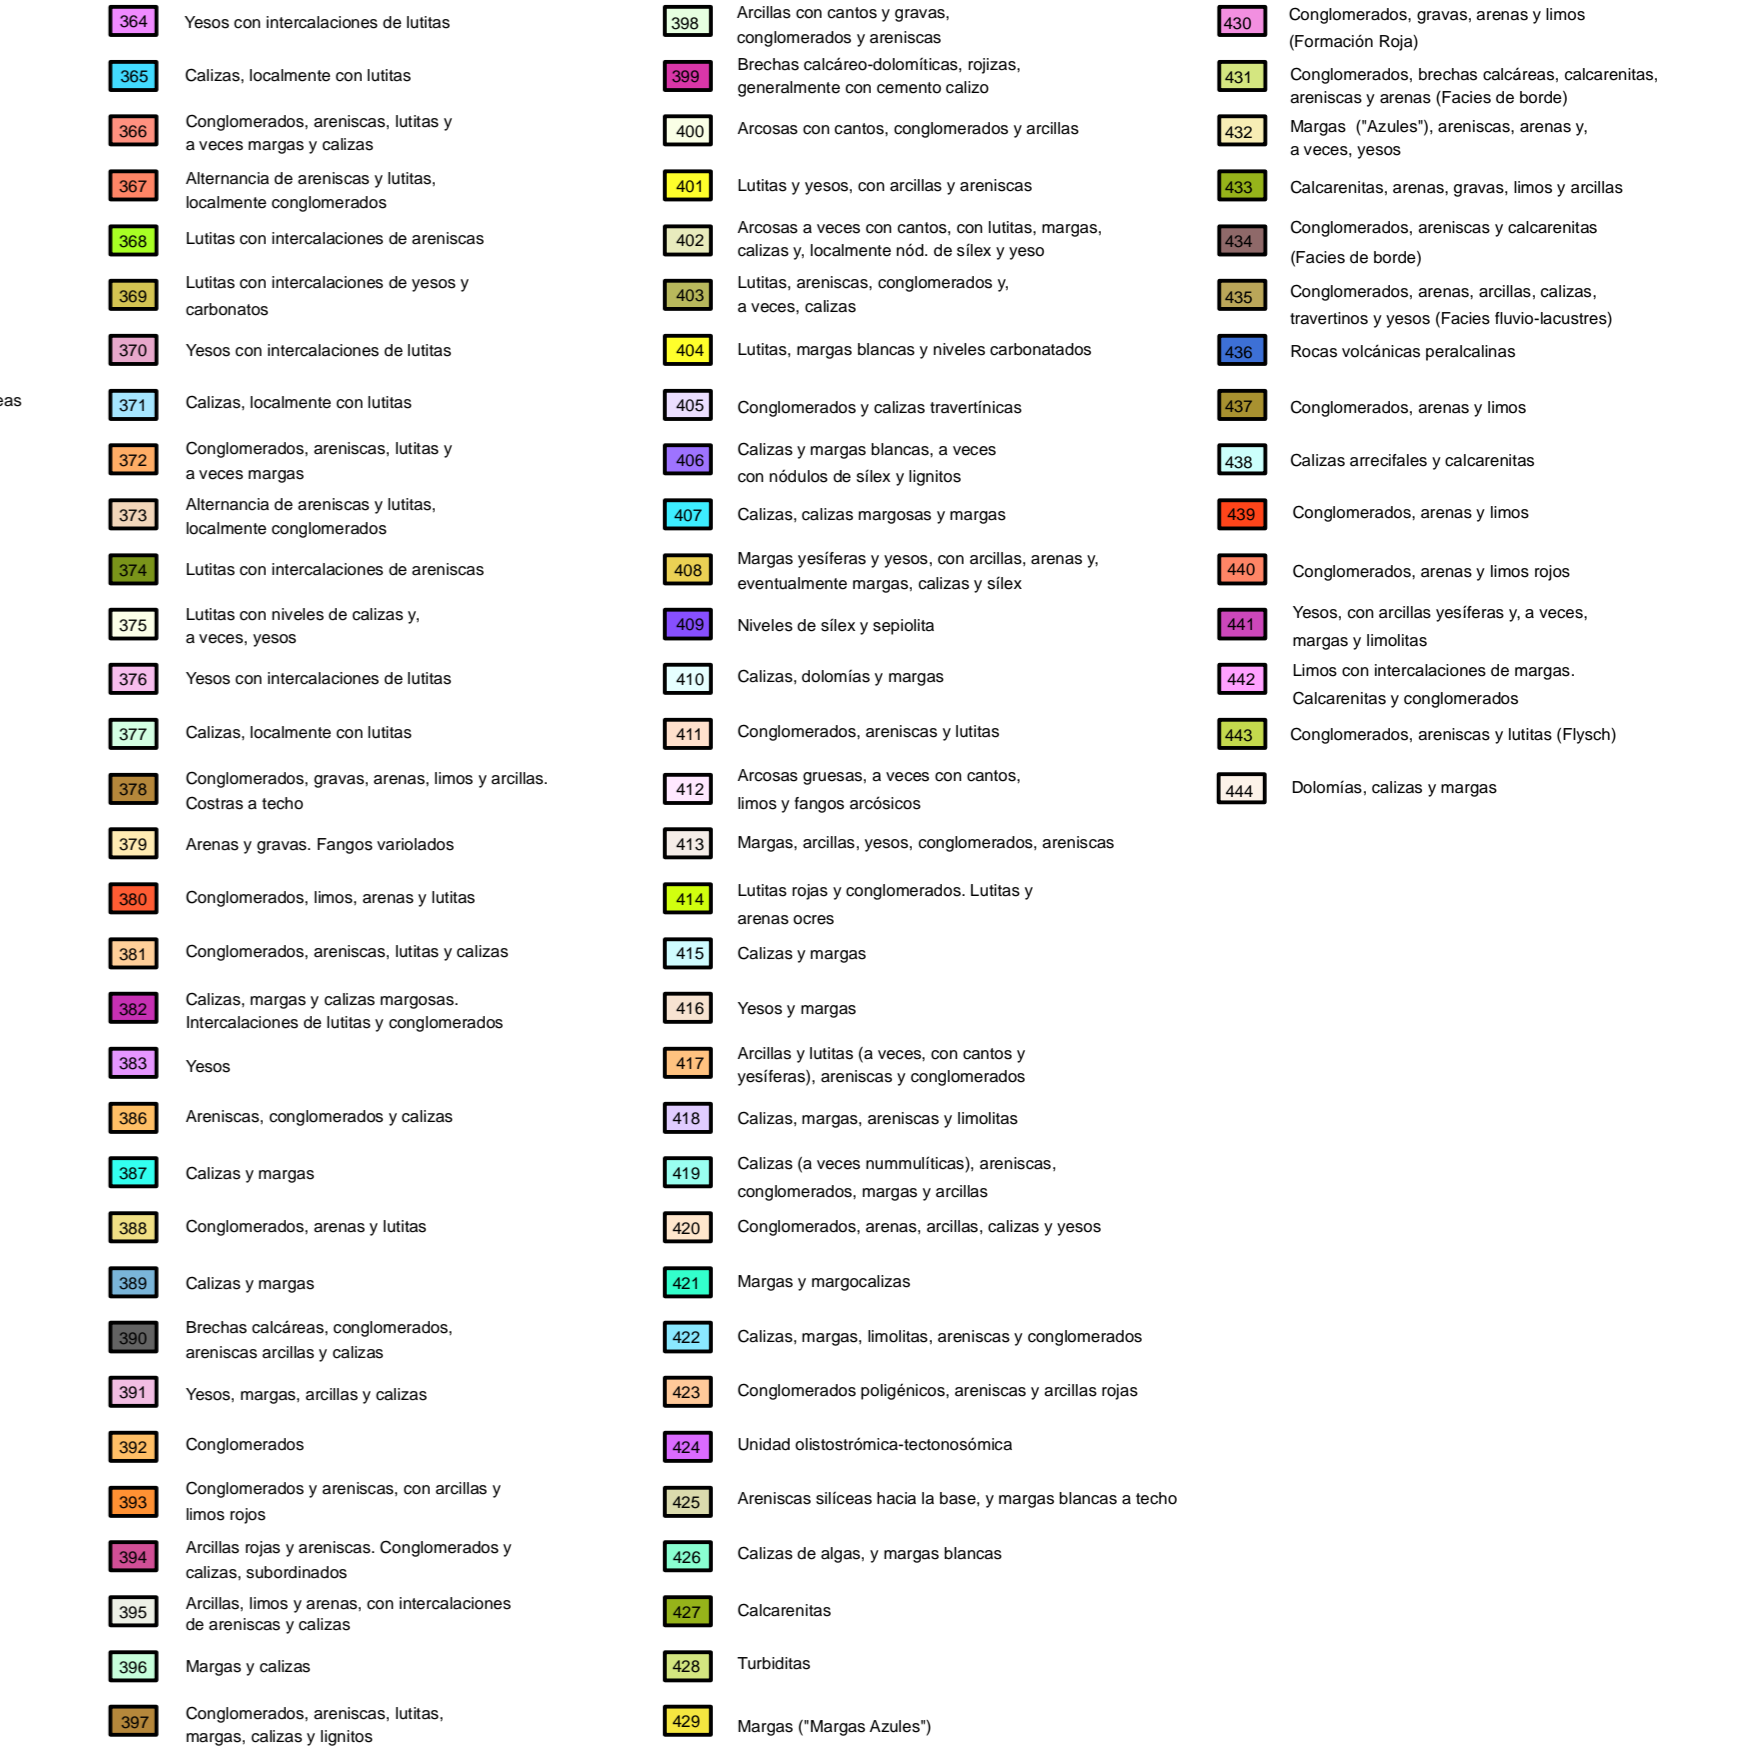 eas
364 Yesos con intercalaciones de lutitas
365 Calizas, localmente con lutitas
366 Conglomerados, areniscas, lutitas y
a veces margas y calizas
367 Alternancia de areniscas y lutitas,
localmente conglomerados
368 Lutitas con intercalaciones de areniscas
369 Lutitas con intercalaciones de yesos y
carbonatos
370 Yesos con intercalaciones de lutitas
371 Calizas, localmente con lutitas
372 Conglomerados, areniscas, lutitas y
a veces margas
373 Alternancia de areniscas y lutitas,
localmente conglomerados
374 Lutitas con intercalaciones de areniscas
375 Lutitas con niveles de calizas y,
a veces, yesos
376 Yesos con intercalaciones de lutitas
377 Calizas, localmente con lutitas
378 Conglomerados, gravas, arenas, limos y arcillas.
Costras a techo
379 Arenas y gravas. Fangos variolados
380 Conglomerados, limos, arenas y lutitas
381 Conglomerados, areniscas, lutitas y calizas
382 Calizas, margas y calizas margosas.
Intercalaciones de lutitas y conglomerados
383 Yesos
386 Areniscas, conglomerados y calizas
387 Calizas y margas
388 Conglomerados, arenas y lutitas
389 Calizas y margas
390 Brechas calcáreas, conglomerados,
areniscas arcillas y calizas
391 Yesos, margas, arcillas y calizas
392 Conglomerados
393 Conglomerados y areniscas, con arcillas y
limos rojos
394 Arcillas rojas y areniscas. Conglomerados y
calizas, subordinados
395 Arcillas, limos y arenas, con intercalaciones
de areniscas y calizas
396 Margas y calizas
397 Conglomerados, areniscas, lutitas,
margas, calizas y lignitos
398 Arcillas con cantos y gravas,
conglomerados y areniscas
399 Brechas calcáreo-dolomíticas, rojizas,
generalmente con cemento calizo
400 Arcosas con cantos, conglomerados y arcillas
401 Lutitas y yesos, con arcillas y areniscas
402 Arcosas a veces con cantos, con lutitas, margas,
calizas y, localmente nód. de sílex y yeso
403 Lutitas, areniscas, conglomerados y,
a veces, calizas
404 Lutitas, margas blancas y niveles carbonatados
405 Conglomerados y calizas travertínicas
406 Calizas y margas blancas, a veces
con nódulos de sílex y lignitos
407 Calizas, calizas margosas y margas
408 Margas yesíferas y yesos, con arcillas, arenas y,
eventualmente margas, calizas y sílex
409 Niveles de sílex y sepiolita
410 Calizas, dolomías y margas
411 Conglomerados, areniscas y lutitas
412 Arcosas gruesas, a veces con cantos,
limos y fangos arcósicos
413 Margas, arcillas, yesos, conglomerados, areniscas
414 Lutitas rojas y conglomerados. Lutitas y
arenas ocres
415 Calizas y margas
416 Yesos y margas
417 Arcillas y lutitas (a veces, con cantos y
yesíferas), areniscas y conglomerados
418 Calizas, margas, areniscas y limolitas
419 Calizas (a veces nummulíticas), areniscas,
conglomerados, margas y arcillas
420 Conglomerados, arenas, arcillas, calizas y yesos
421 Margas y margocalizas
422 Calizas, margas, limolitas, areniscas y conglomerados
423 Conglomerados poligénicos, areniscas y arcillas rojas
424 Unidad olistostrómica-tectonosómica
425 Areniscas silíceas hacia la base, y margas blancas a techo
426 Calizas de algas, y margas blancas
427 Calcarenitas
428 Turbiditas
429 Margas ("Margas Azules")
430 Conglomerados, gravas, arenas y limos
(Formación Roja)
431 Conglomerados, brechas calcáreas, calcarenitas,
areniscas y arenas (Facies de borde)
432 Margas ("Azules"), areniscas, arenas y,
a veces, yesos
433 Calcarenitas, arenas, gravas, limos y arcillas
434 Conglomerados, areniscas y calcarenitas
(Facies de borde)
435 Conglomerados, arenas, arcillas, calizas,
travertinos y yesos (Facies fluvio-lacustres)
436 Rocas volcánicas peralcalinas
437 Conglomerados, arenas y limos
438 Calizas arrecifales y calcarenitas
439 Conglomerados, arenas y limos
440 Conglomerados, arenas y limos rojos
441 Yesos, con arcillas yesíferas y, a veces,
margas y limolitas
442 Limos con intercalaciones de margas.
Calcarenitas y conglomerados
443 Conglomerados, areniscas y lutitas (Flysch)
444 Dolomías, calizas y margas